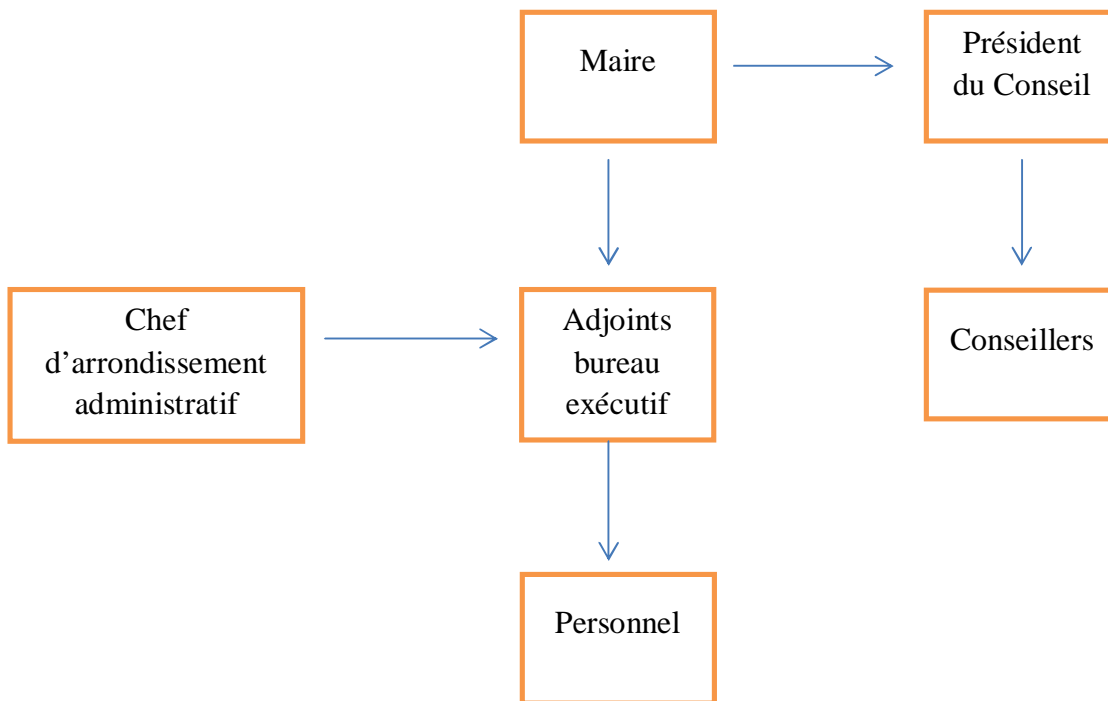 Maire
Président
du Conseil
Chef
d’arrondissement
administratif
Adjoints
bureau
exécutif
Conseillers
Personnel